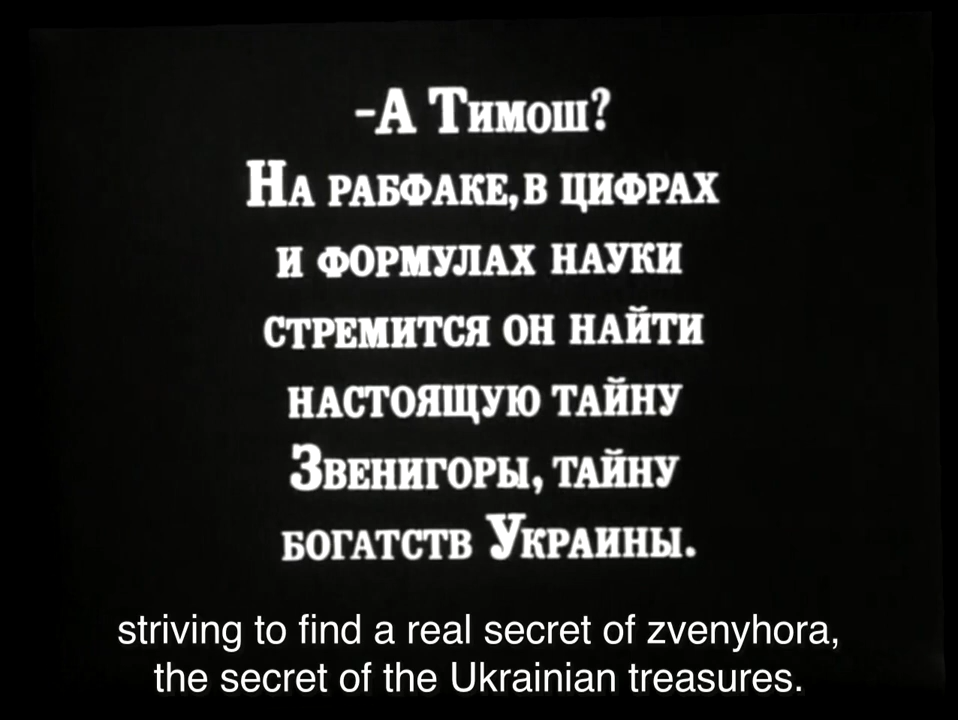 -А Тимош?
На рабфаке, в цифрах
и формулах науки
стремится он найти
настоящую тайну
Звенигоры, тайну
богатств Украины.
striving to find a real secret of zvenyhora,
the secret of the Ukrainian treasures.